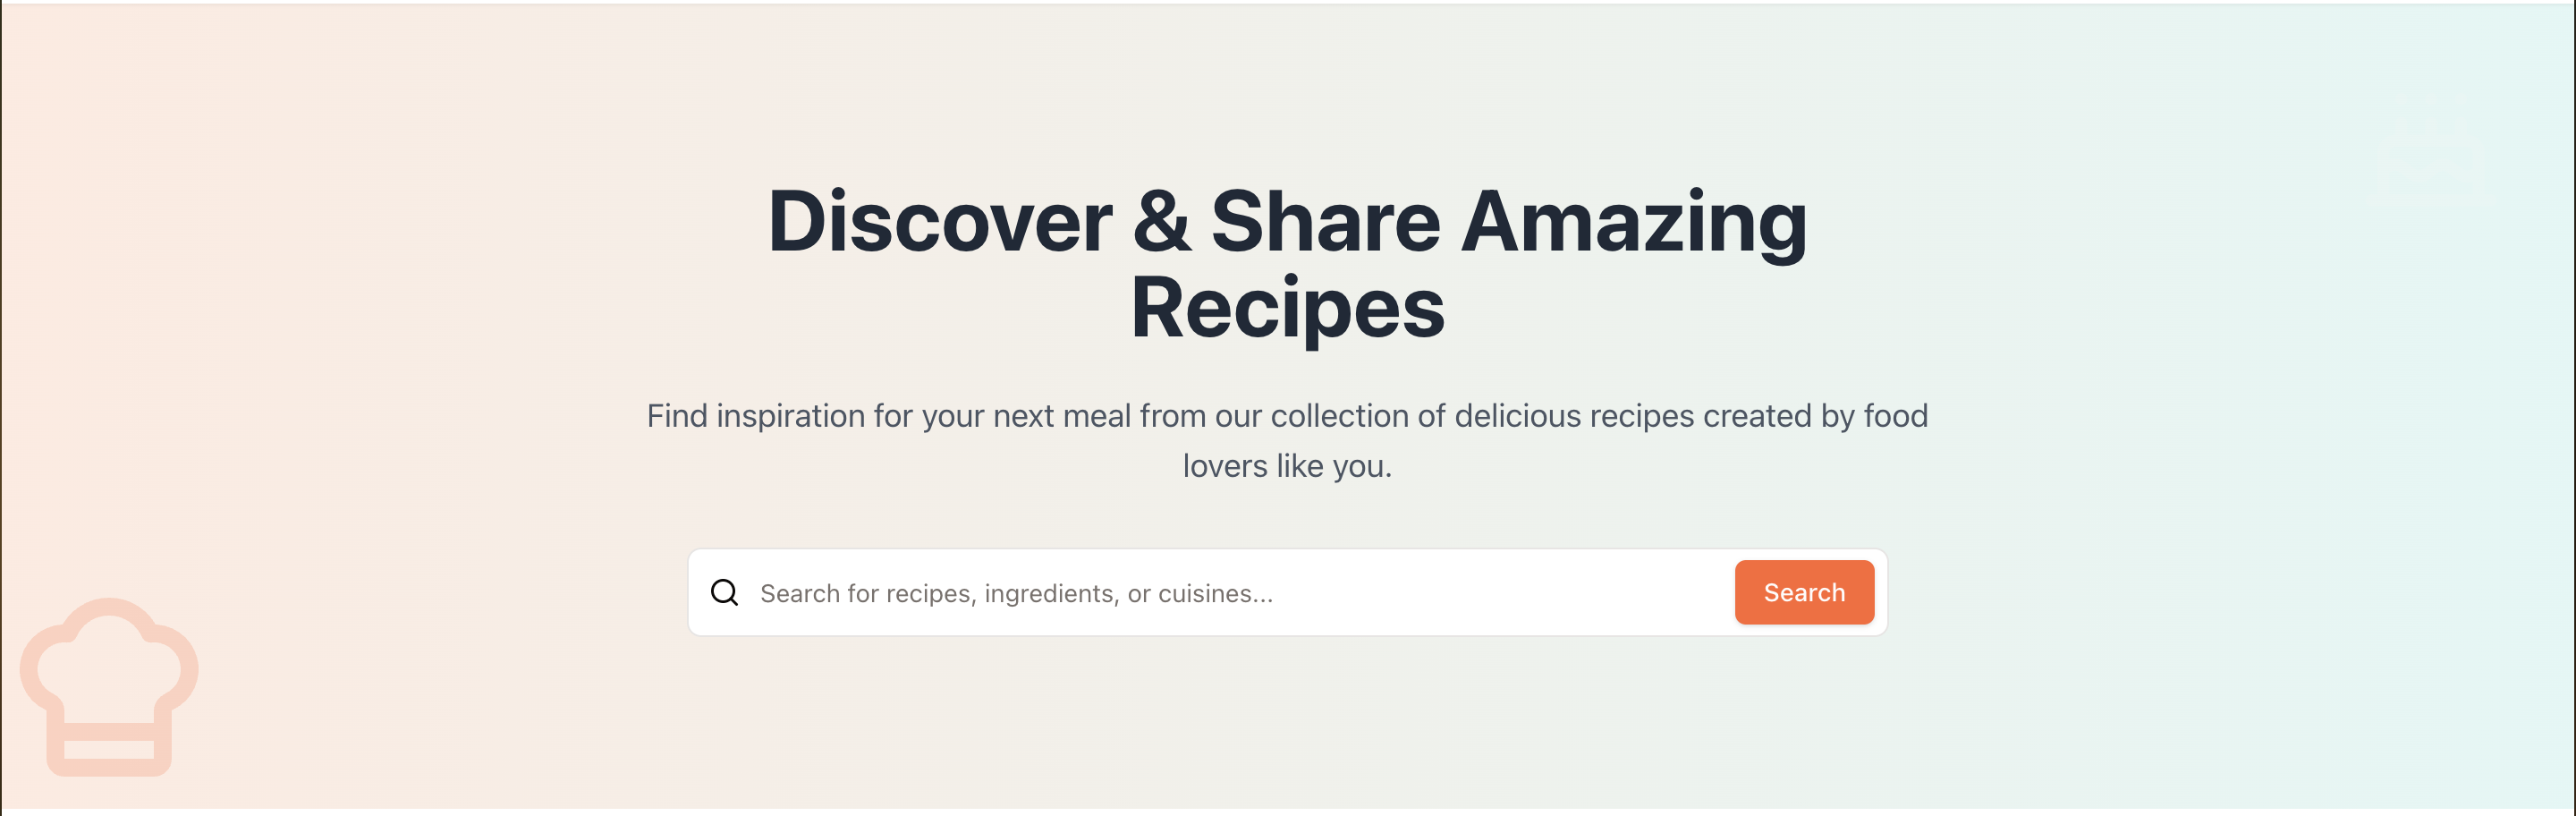 Discover & Share Amazing
Recipes
Find inspiration for your next meal from our collection of delicious recipes created by food
lovers like you.
Search for recipes, ingredients, or cuisines...
Search